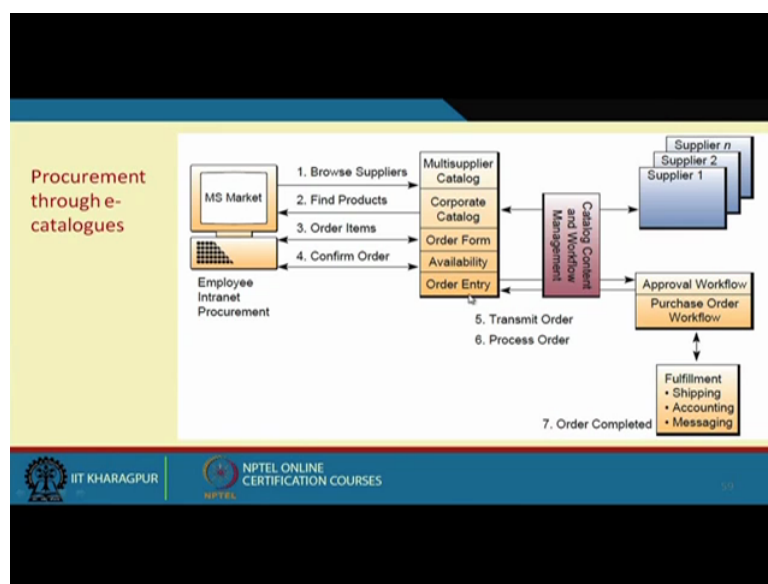 Procurement
through e-
catalogues
MS Market
Employee
Intranet
Procurement
1. Browse Suppliers
2. Find Products
3. Order Items
4. Confirm Order
Multisupplier
Catalog
Corporate
Catalog
Order Form
Availability
Order Entry
Catalog Content
and Workflow
Management
Supplier n
Supplier 2
Supplier 1
Approval Workflow
Purchase Order
Workflow
5. Transmit Order
6. Process Order
Fulfillment
• Shipping
• Accounting
• Messaging
7. Order Completed
IIT KHARAGPUR
NPTEL
NPTEL ONLINE
CERTIFICATION COURSES